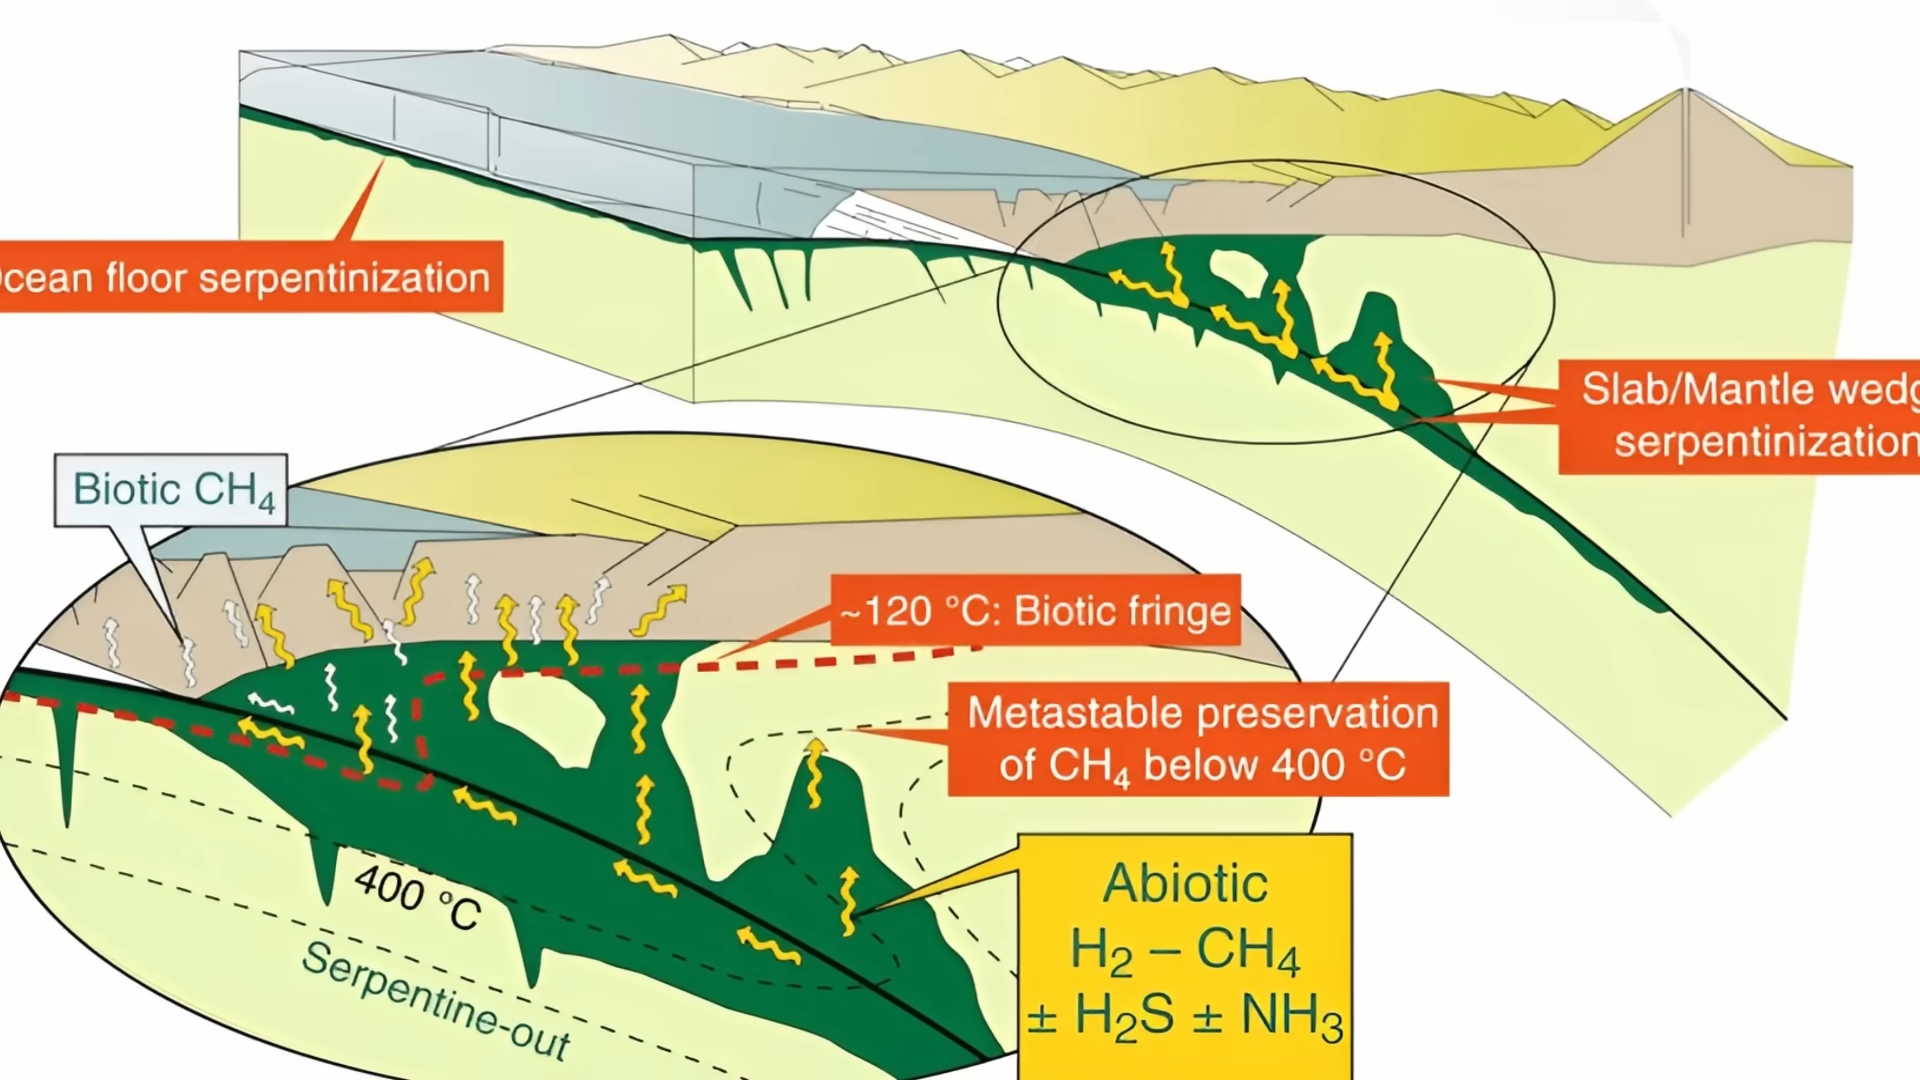 cean floor serpentinization
Slab/Mantle
serpentinization
Biotic CH₄
~120 °C: Biotic fringe
Metastable preservation
of CH₄ below 400 °C
400 °C
Serpentine-out
Abiotic
H₂ – CH₄
± H₂S ± NH₃